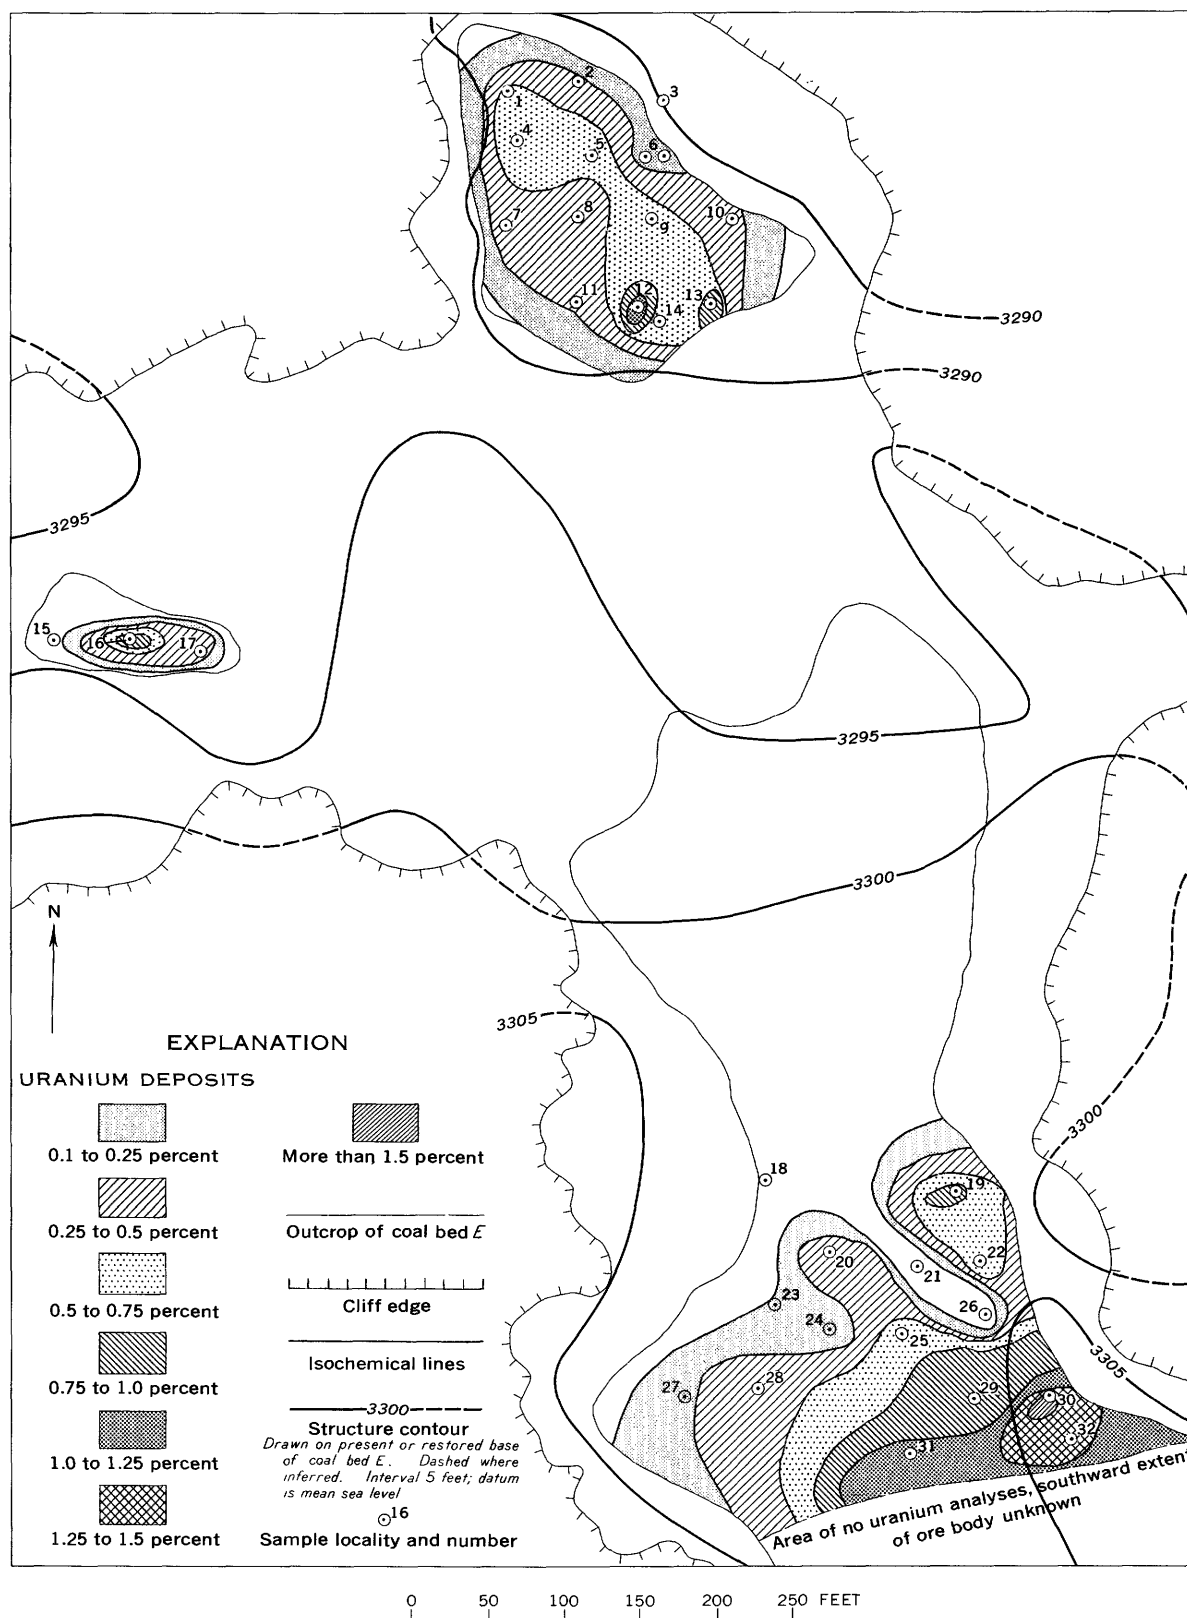 2
3
1
4
5
6
7
8
9
10
11
12
13
14
3290
3290
3295
15
16
17
3295
3300
N
3305
EXPLANATION
URANIUM DEPOSITS
0.1 to 0.25 percent
More than 1.5 percent
0.25 to 0.5 percent
Outcrop of coal bed E
0.5 to 0.75 percent
Cliff edge
0.75 to 1.0 percent
Isochemical lines
3300
Structure contour
Drawn on present or restored base
of coal bed E. Dashed where
inferred. Interval 5 feet; datum
is mean sea level
1.0 to 1.25 percent
16
1.25 to 1.5 percent
Sample locality and number
3300
18
19
20
21
22
23
24
25
26
3305
27
28
29
30
31
32
Area of no uranium analyses, southward extent
of ore body unknown
0 50 100 150 200 250 FEET